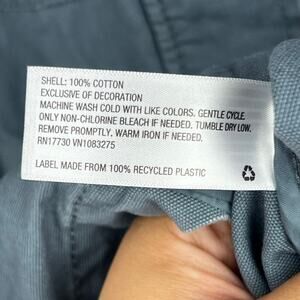 SHELL: 100% COTTON
EXCLUSIVE OF DECORATION
MACHINE WASH COLD WITH LIKE COLORS. GENTLE CYCLE.
ONLY NON-CHLORINE BLEACH IF NEEDED. TUMBLE DRY LOW.
REMOVE PROMPTLY. WARM IRON IF NEEDED.
RN17730 VN1083275
LABEL MADE FROM 100% RECYCLED PLASTIC